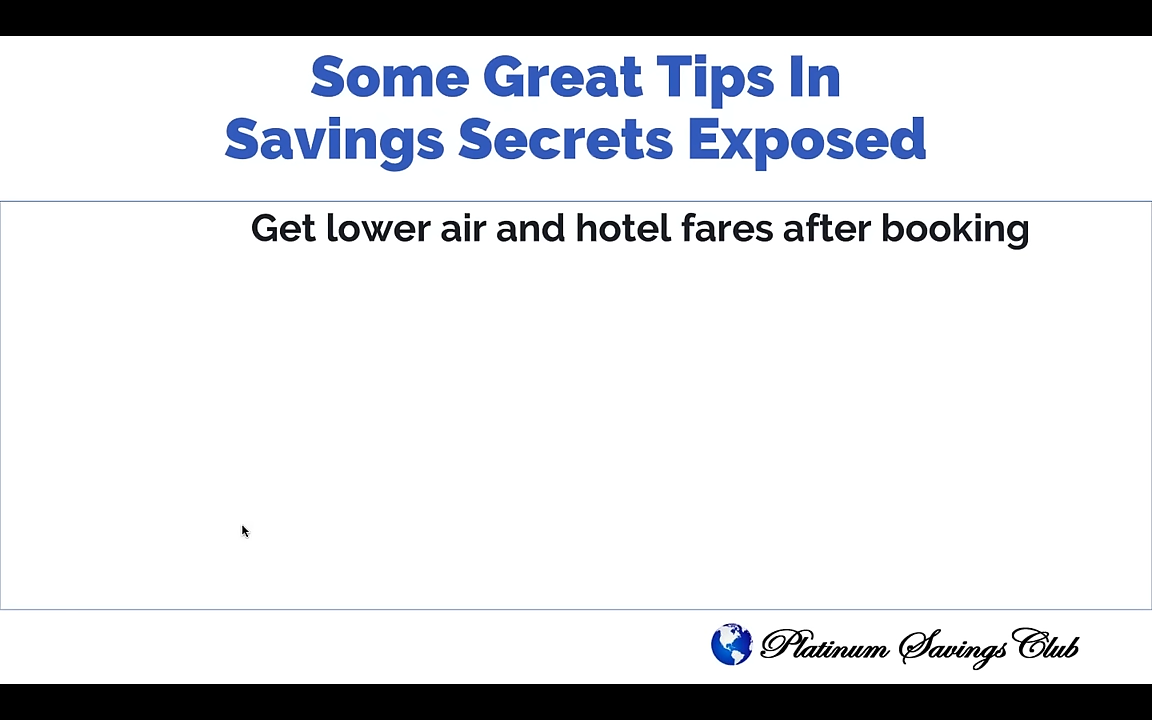 Some Great Tips In
Savings Secrets Exposed
Get lower air and hotel fares after booking
Platinum Savings Club